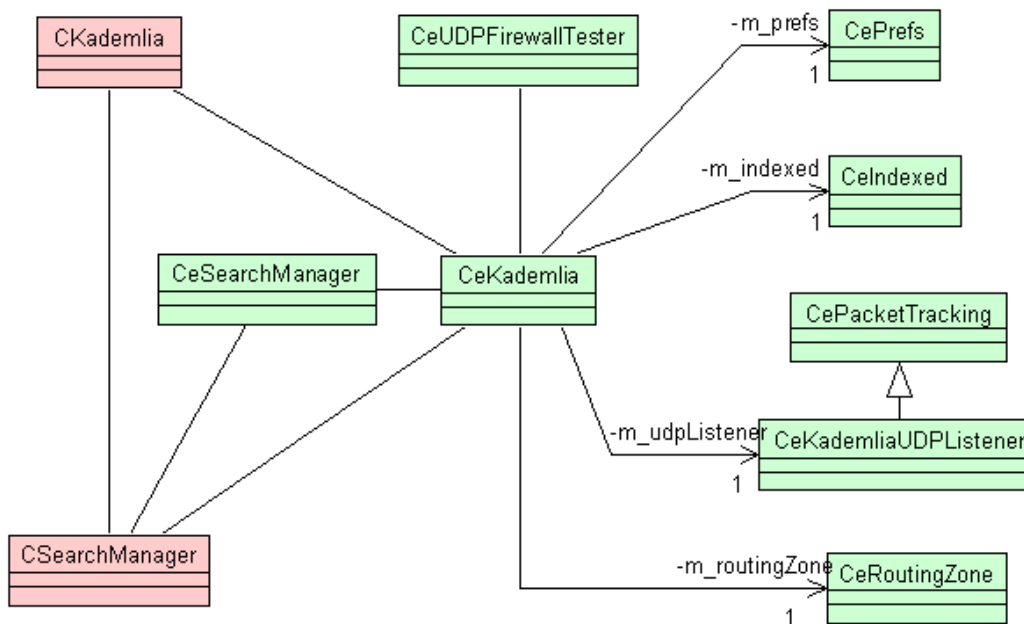 CKademlia
CeUDPFirewallTester
-m_prefs
CePrefs
1
-m_indexed
CeIndexed
1
CeSearchManager
CeKademlia
CePacketTracking
-m_udpListener
CeKademliaUDPListener
1
CSearchManager
-m_routingZone
CeRoutingZone
1